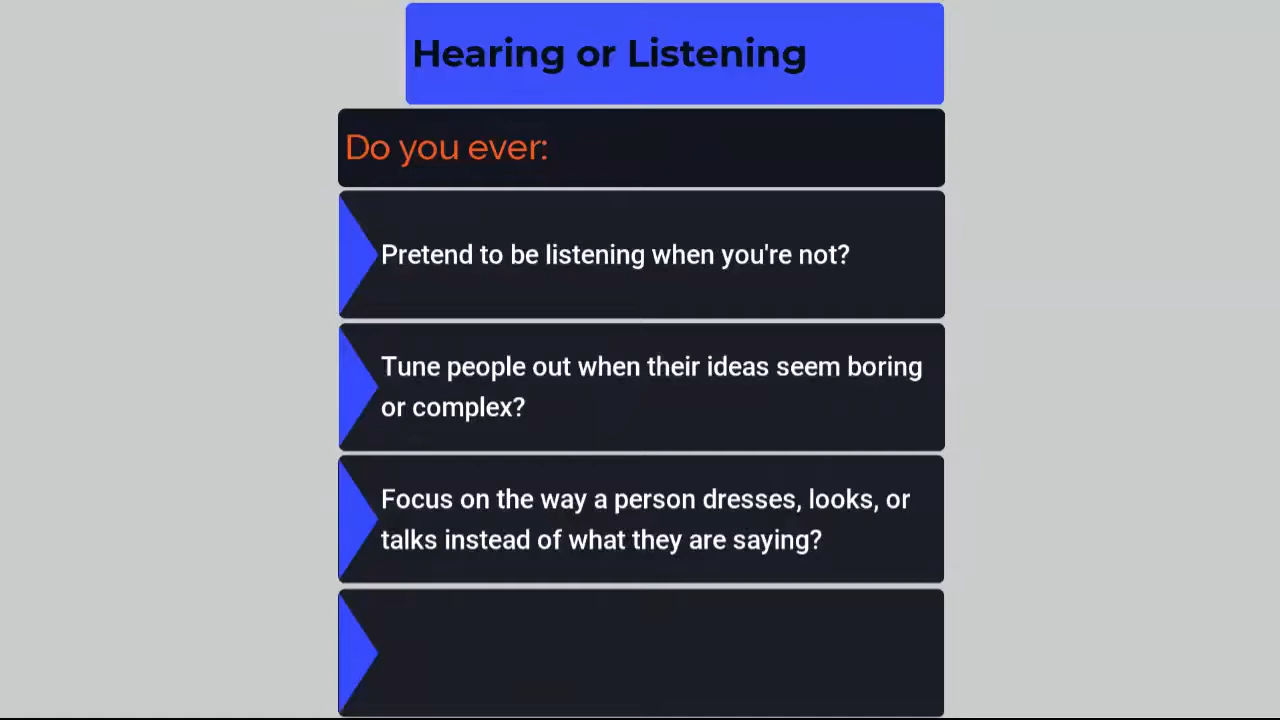 Hearing or Listening
Do you ever:
Pretend to be listening when you're not?
Tune people out when their ideas seem boring
or complex?
Focus on the way a person dresses, looks, or
talks instead of what they are saying?